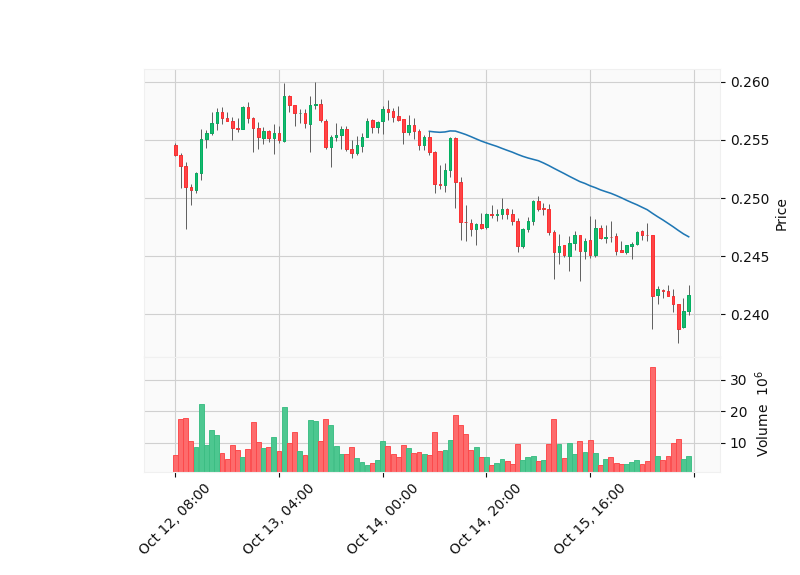 0.260
0.255
0.250
0.245
0.240
Price
30
20
10
Volume 10^6
Oct 12, 08:00
Oct 13, 04:00
Oct 14, 00:00
Oct 14, 20:00
Oct 15, 16:00